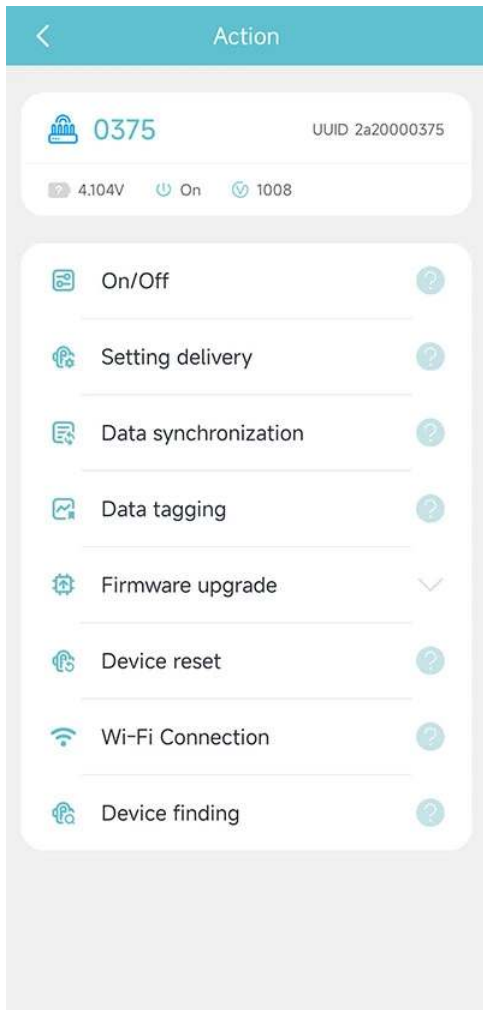 Action
0375 UUID 2a20000375
4.104V On 1008
On/Off
Setting delivery
Data synchronization
Data tagging
Firmware upgrade
Device reset
Wi-Fi Connection
Device finding